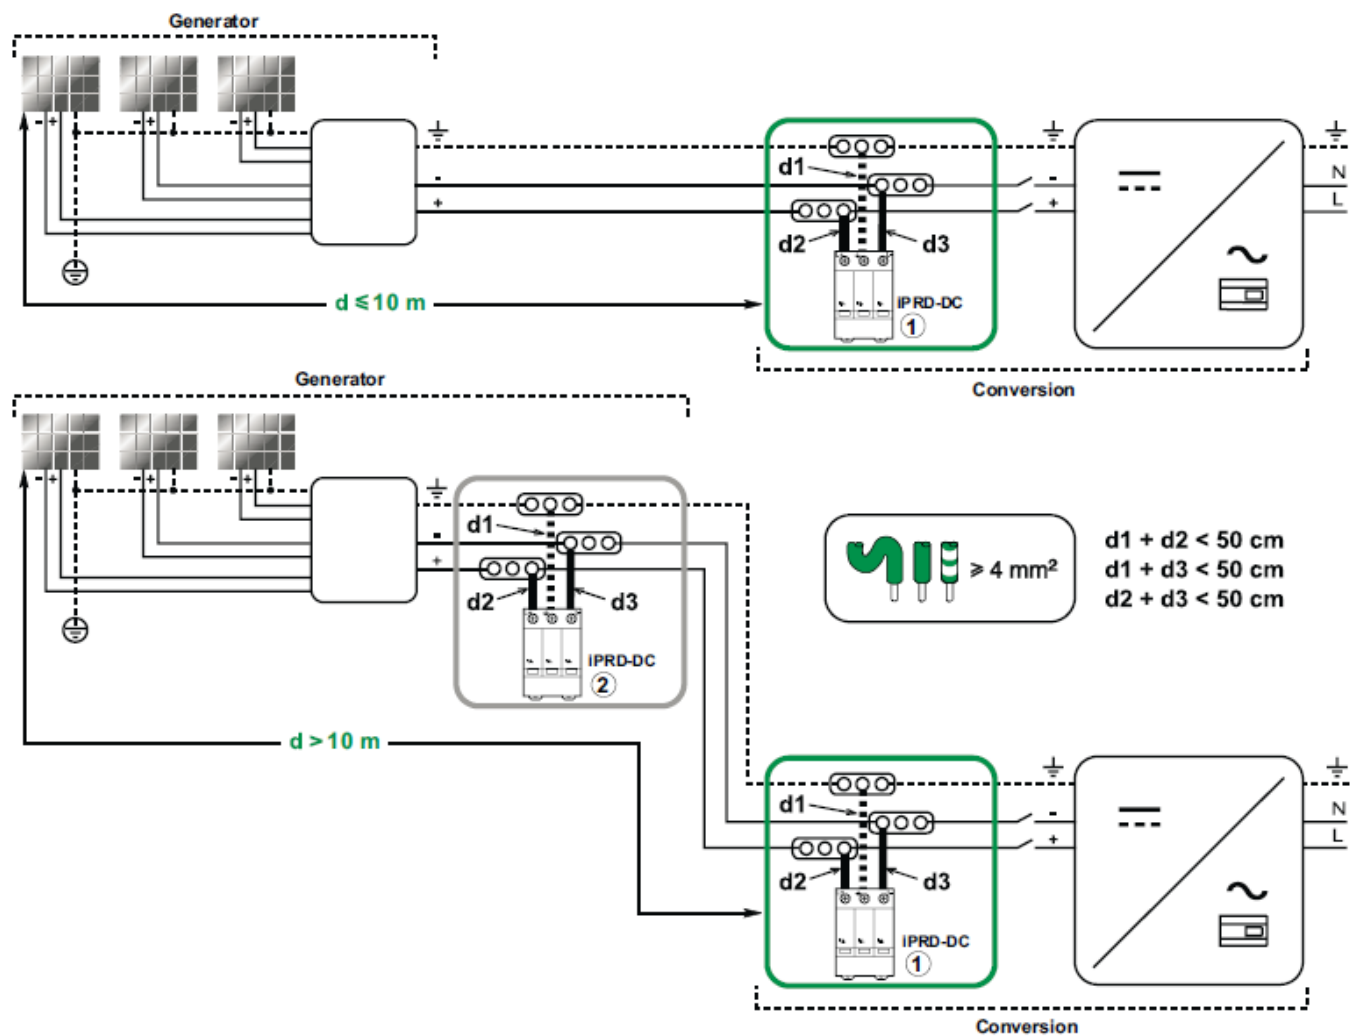 Generator
- +
- +
- +
-
+
d1
d2
d3
-
+
N
L
d ≤ 10 m
iPRD-DC
1
Conversion
Generator
- +
- +
- +
-
+
d1
d2
d3
iPRD-DC
2
≥ 4 mm²
d1 + d2 < 50 cm
d1 + d3 < 50 cm
d2 + d3 < 50 cm
d > 10 m
d1
d2
d3
-
+
N
L
iPRD-DC
1
Conversion